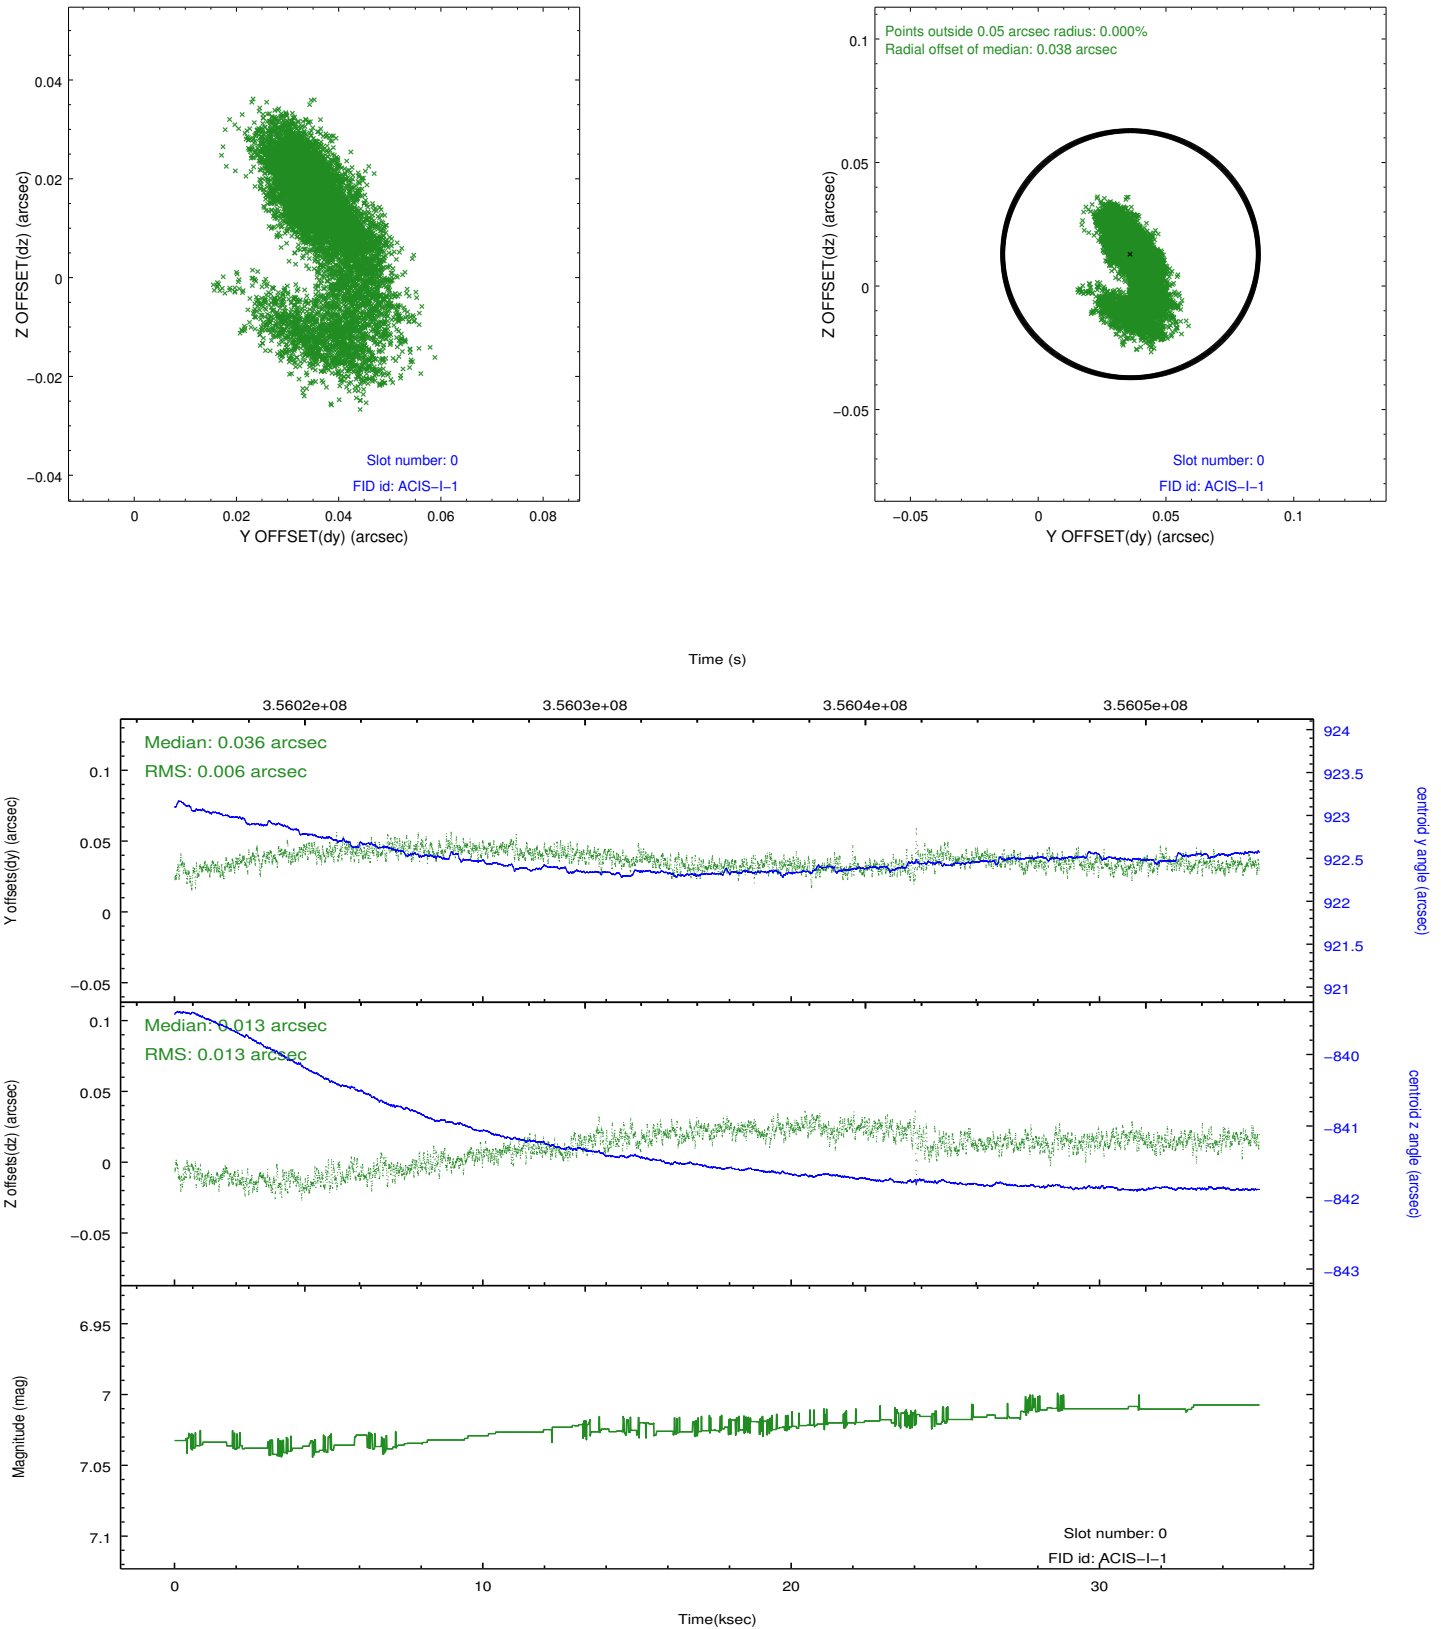 0.04
0.02
0
−0.02
−0.04
Z OFFSET(dz) (arcsec)
Slot number: 0
FID id: ACIS−I−1
0
0.02
0.04
0.06
0.08
Y OFFSET(dy) (arcsec)
Points outside 0.05 arcsec radius: 0.000%
Radial offset of median: 0.038 arcsec
0.1
0.05
0
−0.05
Z OFFSET(dz) (arcsec)
Slot number: 0
FID id: ACIS−I−1
−0.05
0
0.05
0.1
Y OFFSET(dy) (arcsec)
Time (s)
3.5602e+08
3.5603e+08
3.5604e+08
3.5605e+08
Median: 0.036 arcsec
RMS: 0.006 arcsec
0.1
0.05
0
−0.05
Y offsets(dy) (arcsec)
924
923.5
923
922.5
922
921.5
921
centroid y angle (arcsec)
Median: 0.013 arcsec
RMS: 0.013 arcsec
0.1
0.05
0
−0.05
Z offsets(dz) (arcsec)
−840
−841
−842
−843
centroid z angle (arcsec)
6.95
7
7.05
7.1
Magnitude (mag)
Slot number: 0
FID id: ACIS−I−1
0
10
20
30
Time(ksec)